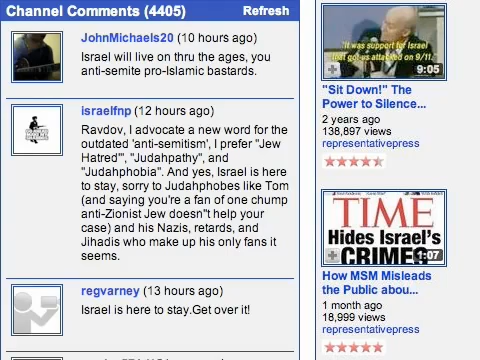 Channel Comments (4405)
Refresh
JohnMichaels20 (10 hours ago)
Israel will live on thru the ages, you
anti-semite pro-Islamic bastards.
israelfnp (12 hours ago)
Ravdov, I advocate a new word for the
outdated 'anti-semitism', I prefer "Jew
Hatred'", "Judahpathy", and
"Judahphobia". And yes, Israel is here
to stay, sorry to Judahphobes like Tom
(and saying you're a fan of one chump
anti-Zionist Jew doesn"t help your
case) and his Nazis, retards, and
Jihadis who make up his only fans it
seems.
regvarney (13 hours ago)
Israel is here to stay.Get over it!
"It was support for Israel
that got us attacked on 9/11."
9:05
"Sit Down!" The
Power to Silence...
2 years ago
138,897 views
representativepress
TIME
Hides Israel's
CRIMES
1:07
How MSM Misleads
the Public abou...
1 month ago
18,999 views
representativepress